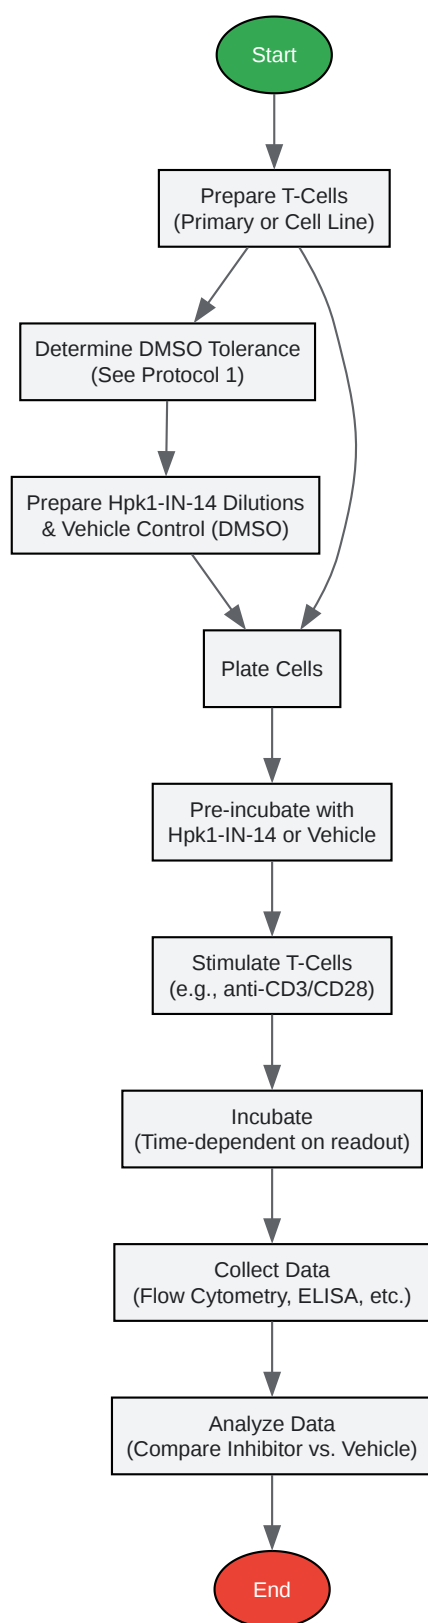 Start
Prepare T-Cells
(Primary or Cell Line)
Determine DMSO Tolerance
(See Protocol 1)
Prepare Hpk1-IN-14 Dilutions
& Vehicle Control (DMSO)
Plate Cells
Pre-incubate with
Hpk1-IN-14 or Vehicle
Stimulate T-Cells
(e.g., anti-CD3/CD28)
Incubate
(Time-dependent on readout)
Collect Data
(Flow Cytometry, ELISA, etc.)
Analyze Data
(Compare Inhibitor vs. Vehicle)
End